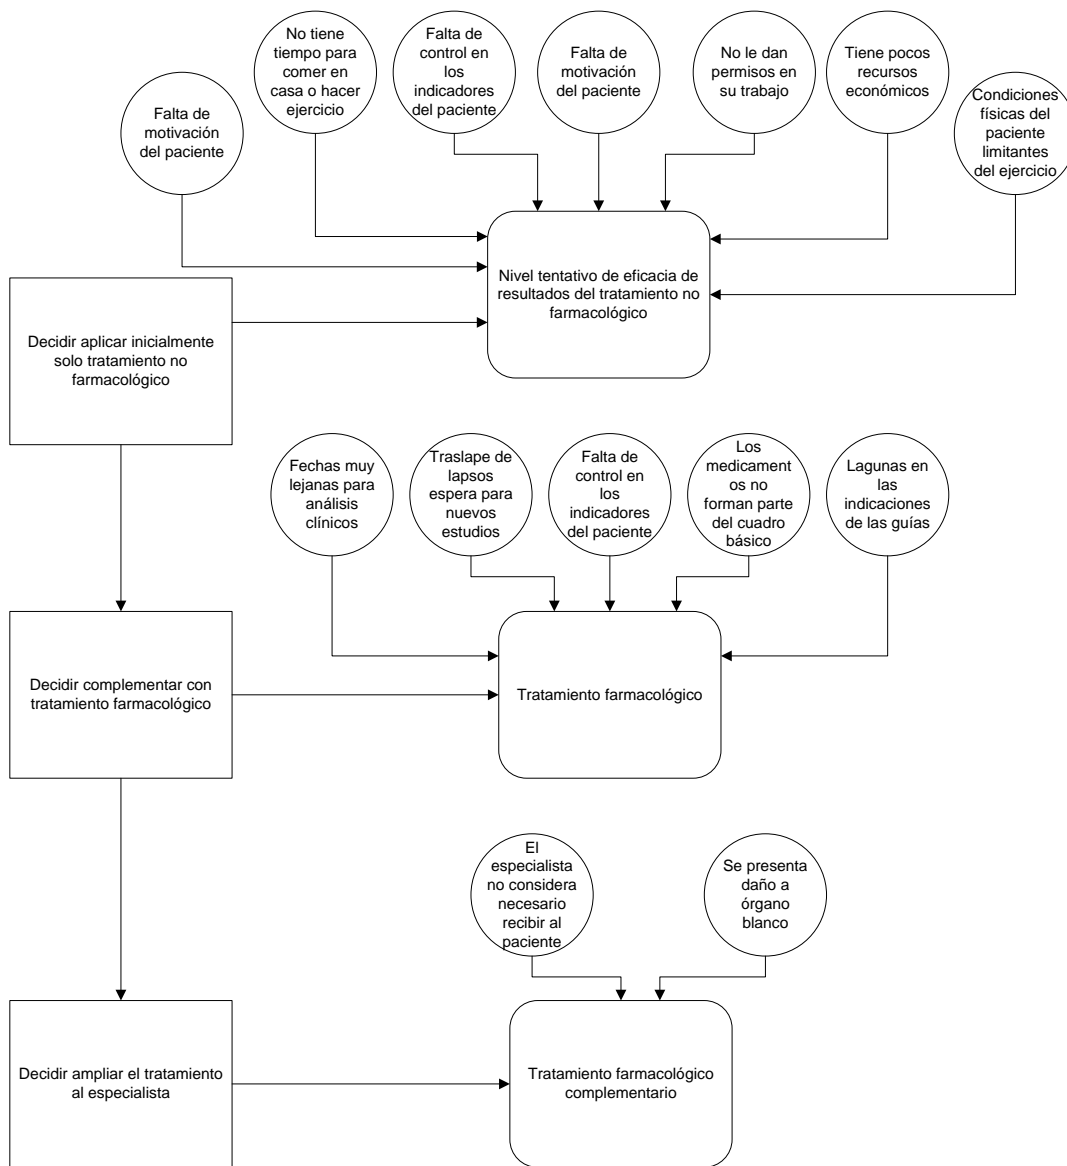 Falta de
motivación
del paciente
No tiene
tiempo para
comer en
casa o hacer
ejercicio
Falta de
control en
los
indicadores
del paciente
Falta de
motivación
del paciente
No le dan
permisos en
su trabajo
Tiene pocos
recursos
económicos
Condiciones
físicas del
paciente
limitantes
del ejercicio
Nivel tentativo de eficacia de
resultados del tratamiento no
farmacológico
Decidir aplicar inicialmente
solo tratamiento no
farmacológico
Fechas muy
lejanas para
análisis
clínicos
Traslape de
lapsos
espera para
nuevos
estudios
Falta de
control en
los
indicadores
del paciente
Los
medicament
os no
forman parte
del cuadro
básico
Lagunas en
las
indicaciones
de las guías
Decidir complementar con
tratamiento farmacológico
Tratamiento farmacológico
El
especialista
no considera
necesario
recibir al
paciente
Se presenta
daño a
órgano
blanco
Decidir ampliar el tratamiento
al especialista
Tratamiento farmacológico
complementario